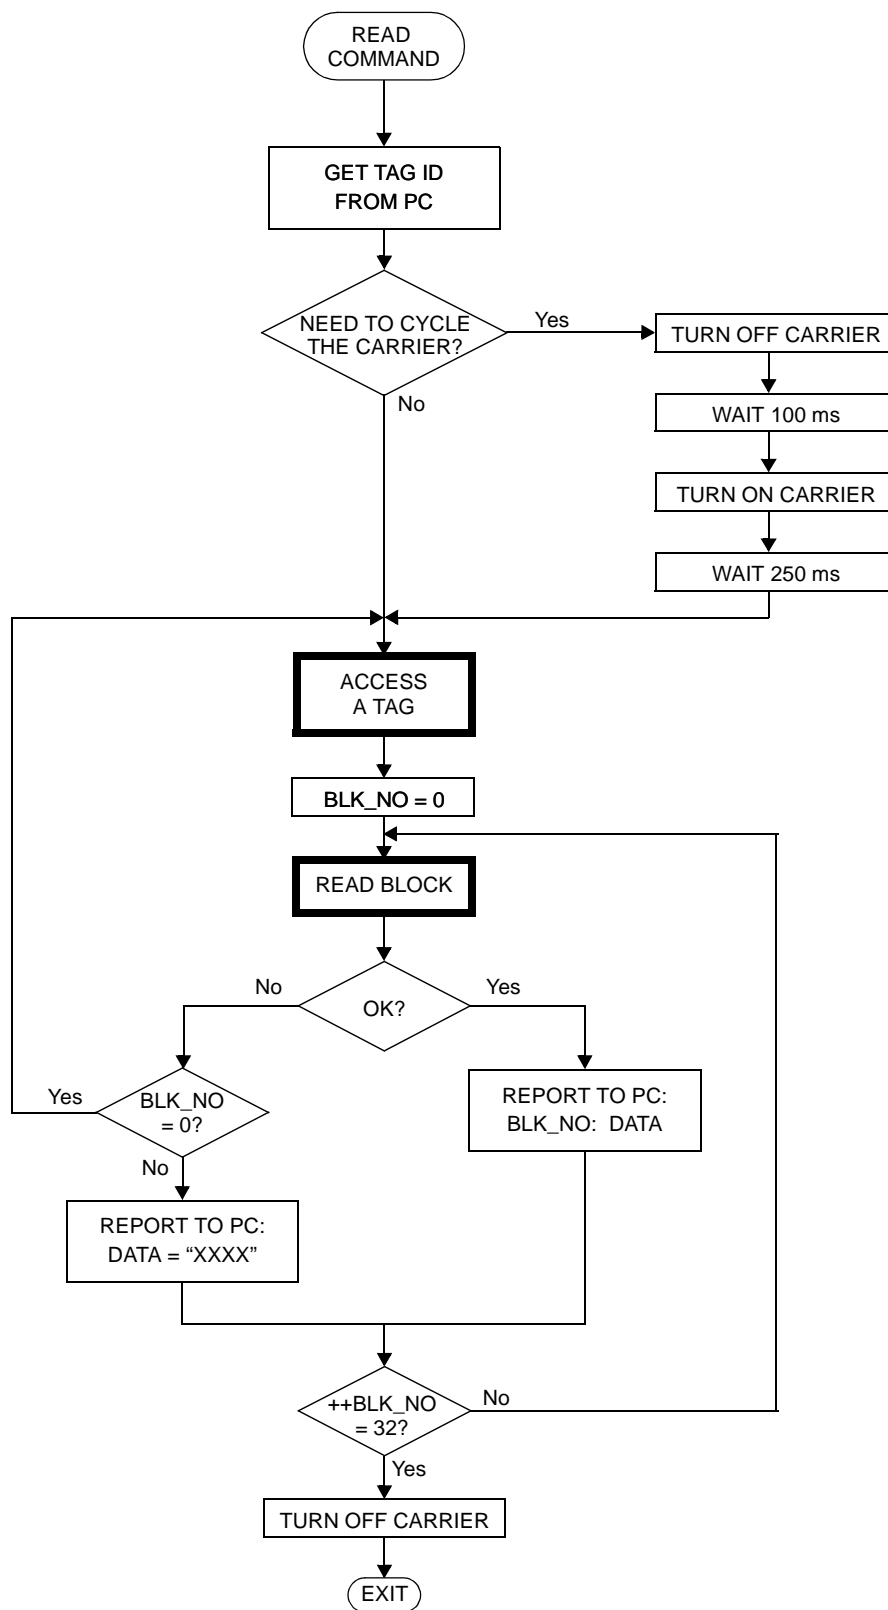 READ
COMMAND
GET TAG ID
FROM PC
NEED TO CYCLE
THE CARRIER?
Yes
No
TURN OFF CARRIER
WAIT 100 ms
TURN ON CARRIER
WAIT 250 ms
ACCESS
A TAG
BLK_NO = 0
READ BLOCK
OK?
No
Yes
BLK_NO
= 0?
Yes
No
REPORT TO PC:
BLK_NO:  DATA
REPORT TO PC:
DATA = “XXXX”
++BLK_NO
= 32?
No
Yes
TURN OFF CARRIER
EXIT